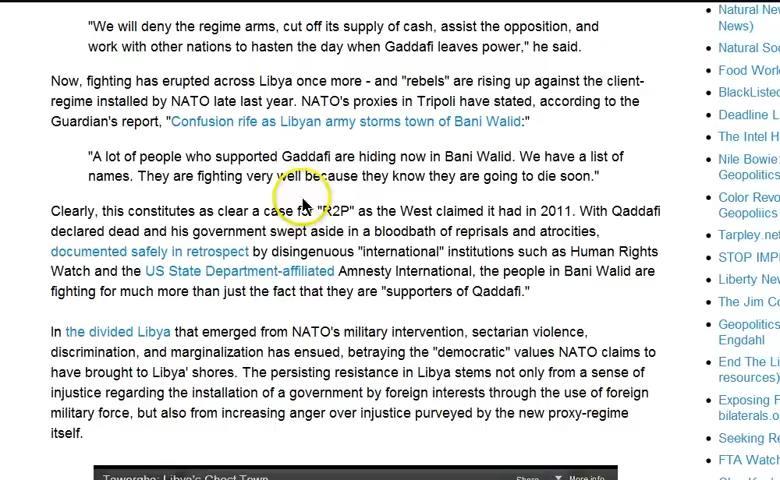 "We will deny the regime arms, cut off its supply of cash, assist the opposition, and
work with other nations to hasten the day when Gaddafi leaves power," he said.
Now, fighting has erupted across Libya once more - and "rebels" are rising up against the client-
regime installed by NATO late last year. NATO's proxies in Tripoli have stated, according to the
Guardian's report, "Confusion rife as Libyan army storms town of Bani Walid:"
"A lot of people who supported Gaddafi are hiding now in Bani Walid. We have a list of
names. They are fighting very well because they know they are going to die soon."
Clearly, this constitutes as clear a case for "R2P" as the West claimed it had in 2011. With Qaddafi
declared dead and his government swept aside in a bloodbath of reprisals and atrocities,
documented safely in retrospect by disingenuous "international" institutions such as Human Rights
Watch and the US State Department-affiliated Amnesty International, the people in Bani Walid are
fighting for much more than just the fact that they are "supporters of Qaddafi."
In the divided Libya that emerged from NATO's military intervention, sectarian violence,
discrimination, and marginalization has ensued, betraying the "democratic" values NATO claims to
have brought to Libya' shores. The persisting resistance in Libya stems not only from a sense of
injustice regarding the installation of a government by foreign interests through the use of foreign
military force, but also from increasing anger over injustice purveyed by the new proxy-regime
itself.
Tawergha: Libya's Ghost Town
Share
More info
Natural New
News)
Natural Soc
Food World
BlackListed
Deadline L
The Intel H
Nile Bowie:
Geopolitics
Color Revo
Geopoliics
Tarpley.net
STOP IMP
Liberty New
The Jim Co
Geopolitics
Engdahl
End The Li
resources)
Exposing F
bilaterals.o
Seeking Re
FTA Watch